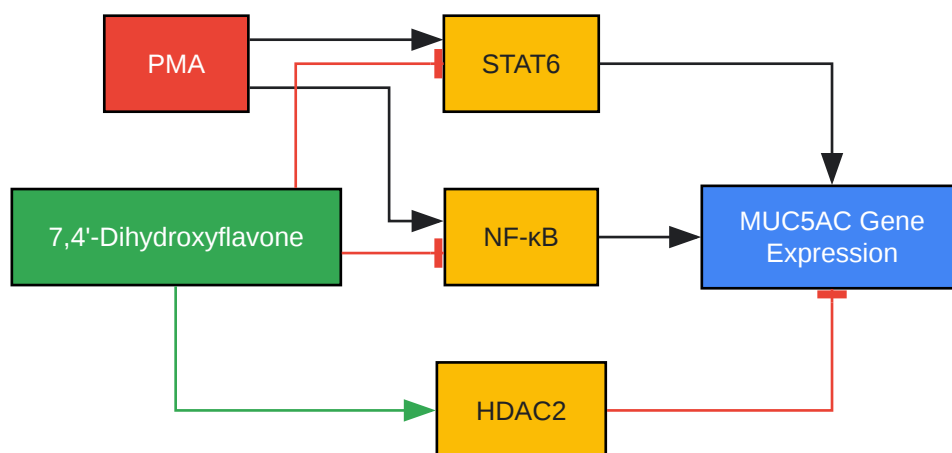 PMA
STAT6
7,4'-Dihydroxyflavone
NF-κB
MUC5AC Gene
Expression
HDAC2